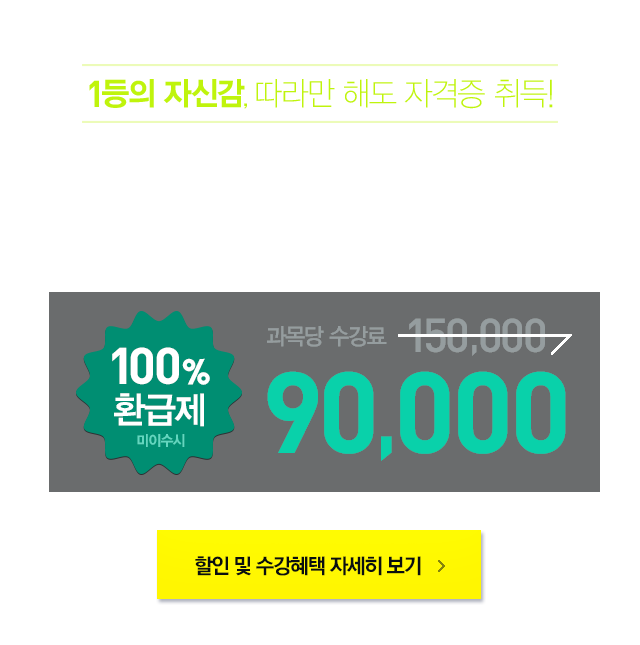 1등의 자신감, 따라만 해도 자격증 취득!
100%
환급제
미이수시
과목당 수강료 150,000
90,000
할인 및 수강혜택 자세히 보기 >